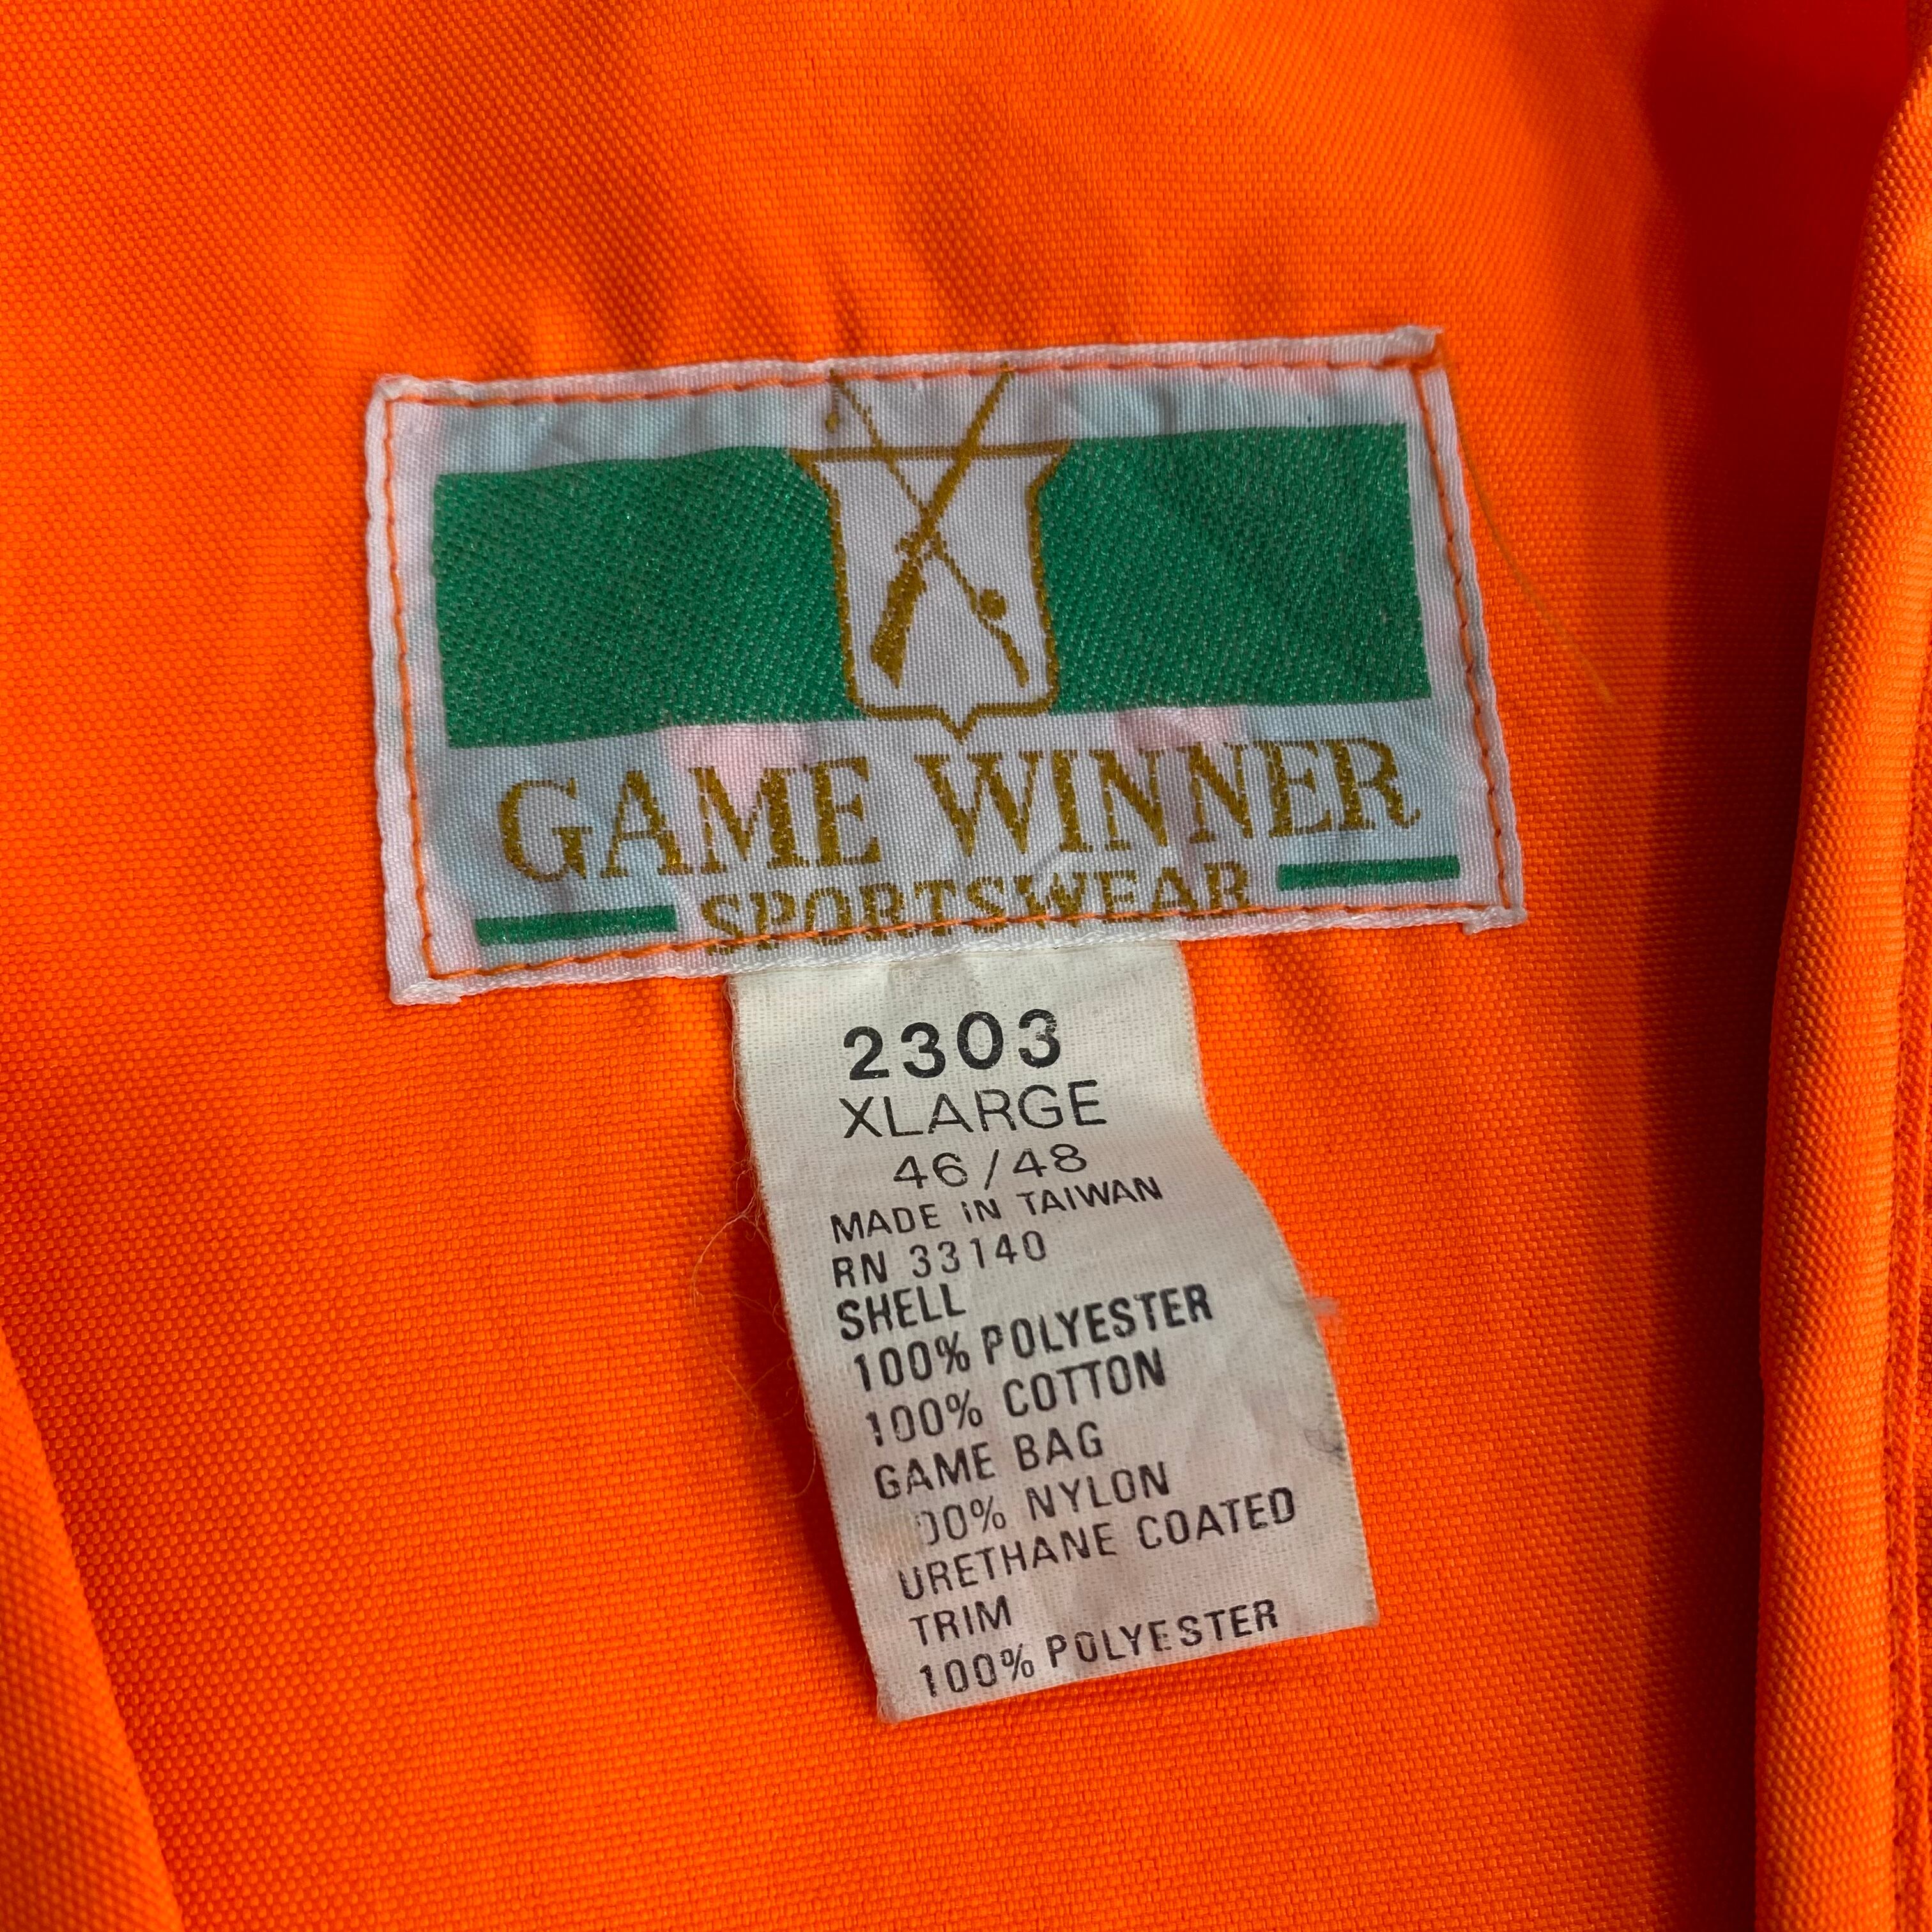 GAME WINNER
SPORTSWEAR
2303
XLARGE
46/48
MADE IN TAIWAN
RN 33140
SHELL
100% POLYESTER
100% COTTON
GAME BAG
00% NYLON
URETHANE COATED
TRIM
100% POLYESTER